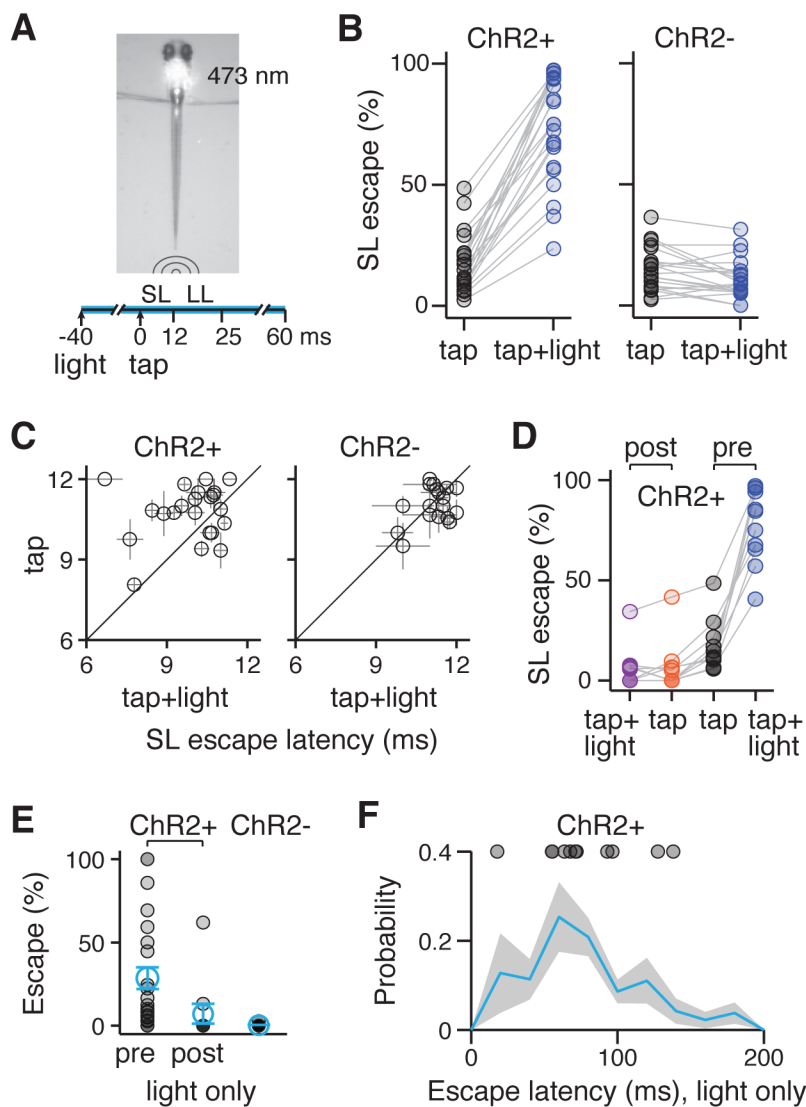 A
473 nm
SL LL
-40 0 12 25 60 ms
light tap
B
ChR2+ ChR2-
SL escape (%)
100
50
0
tap tap+light tap tap+light
C
ChR2+ ChR2-
tap
12
9
6
6 9 12 9 12
tap+light tap+light
SL escape latency (ms)
D
post pre
ChR2+
SL escape (%)
100
50
0
tap+ tap tap tap+
light light
E
ChR2+ ChR2-
Escape (%)
100
50
0
pre post
light only
F
ChR2+
Probability
0.4
0.2
0
0 100 200
Escape latency (ms), light only